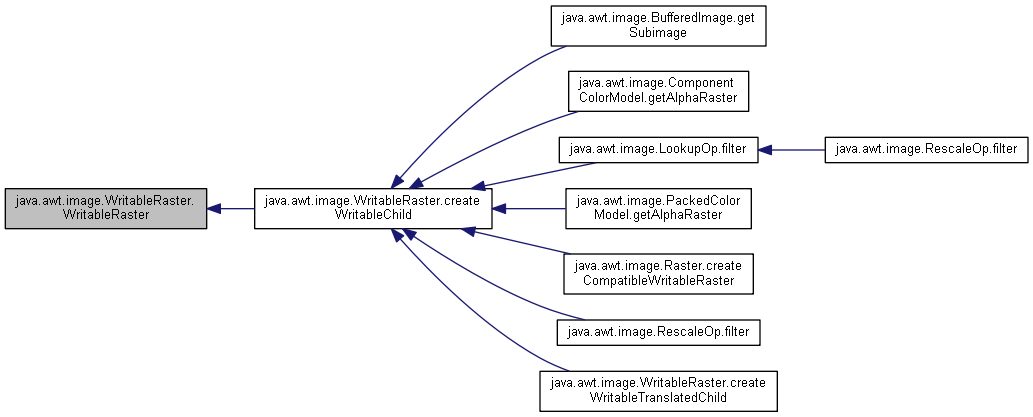 java.awt.image.BufferedImage.get
Subimage
java.awt.image.Component
ColorModel.getAlphaRaster
java.awt.image.LookupOp.filter
java.awt.image.RescaleOp.filter
java.awt.image.WritableRaster.
WritableRaster
java.awt.image.WritableRaster.create
WritableChild
java.awt.image.PackedColor
Model.getAlphaRaster
java.awt.image.Raster.create
CompatibleWritableRaster
java.awt.image.RescaleOp.filter
java.awt.image.WritableRaster.create
WritableTranslatedChild